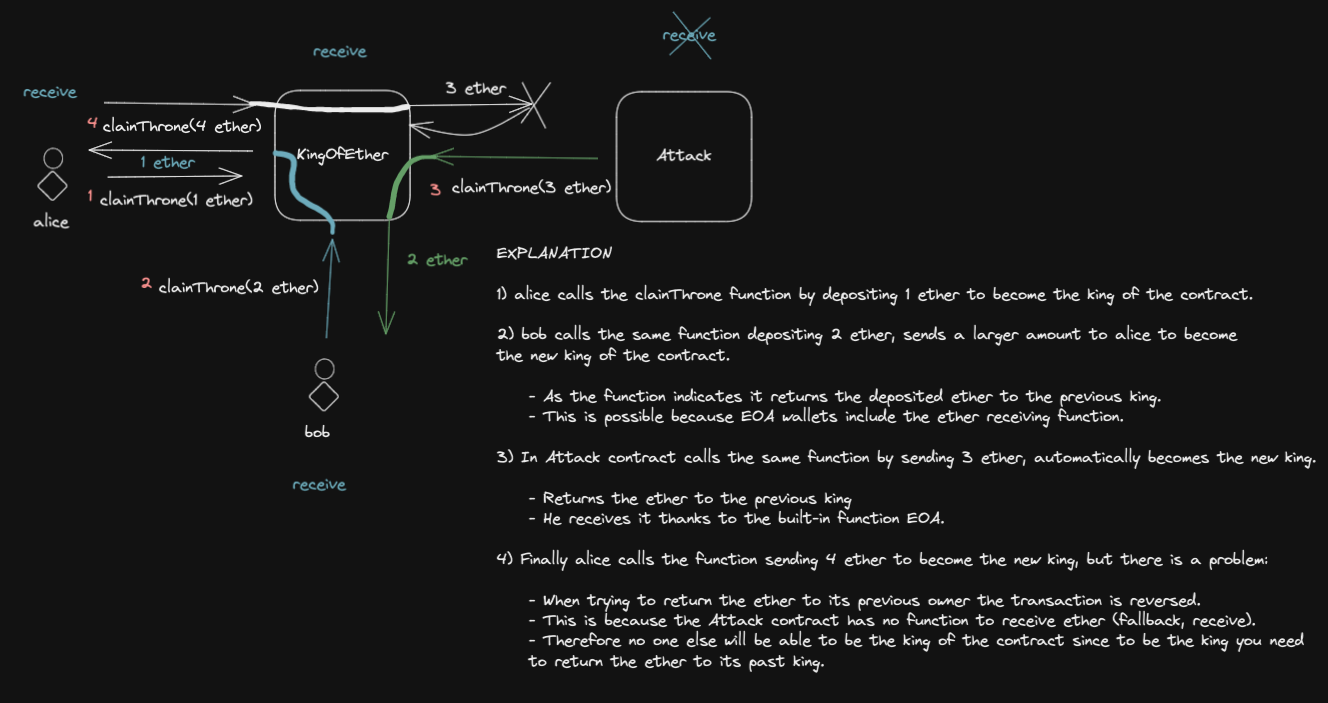 receive
receive
receive
3 ether
4 clainThrone(4 ether)
KingOfEther
Attack
1 ether
1 clainThrone(1 ether)
3 clainThrone(3 ether)
alice
2 ether
2 clainThrone(2 ether)
bob
receive
EXPLANATION
1) alice calls the clainThrone function by depositing 1 ether to become the king of the contract.
2) bob calls the same function depositing 2 ether, sends a larger amount to alice to become
the new king of the contract.
- As the function indicates it returns the deposited ether to the previous king.
- This is possible because EOA wallets include the ether receiving function.
3) In Attack contract calls the same function by sending 3 ether, automatically becomes the new king.
- Returns the ether to the previous king
- He receives it thanks to the built-in function EOA.
4) Finally alice calls the function sending 4 ether to become the new king, but there is a problem:
- When trying to return the ether to its previous owner the transaction is reversed.
- This is because the Attack contract has no function to receive ether (fallback, receive).
- Therefore no one else will be able to be the king of the contract since to be the king you need
to return the ether to its past king.